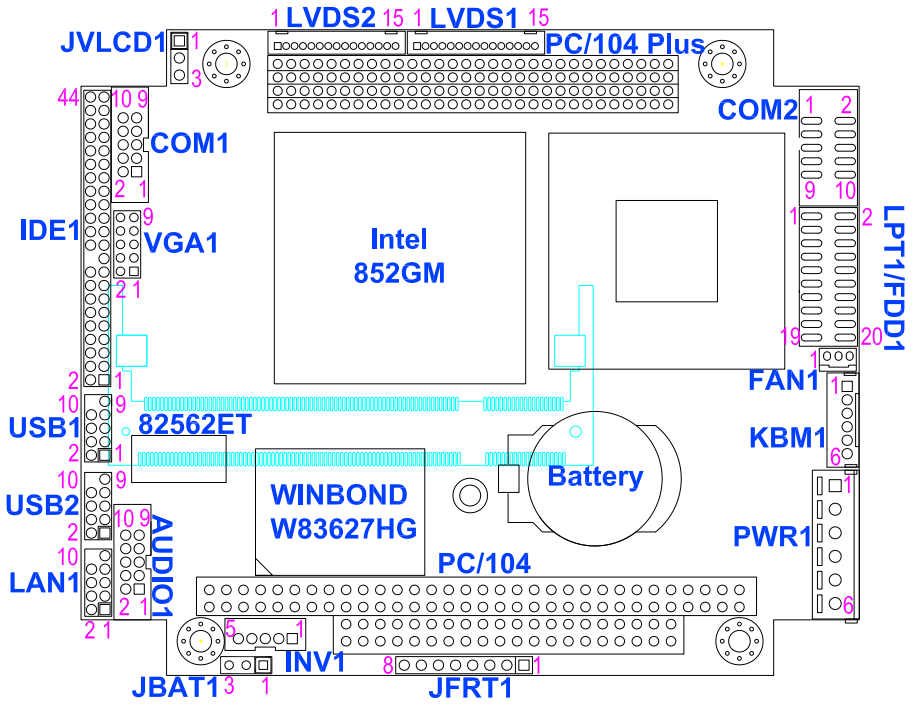 1 LVDS2 15 1 LVDS1 15
JVLCD1 1
3
PC/104 Plus
44 10 9
COM1
2 1
COM2 1 2
9 10
IDE1
9
VGA1
2 1
2 1
Intel
852GM
1 2
LPT1/FDD1
19 20
1
FAN1
10 9
USB1
2 1
82562ET
1
KBM1
6
Battery
10 9
USB2
2
WINBOND
W83627HG
10 9
AUDIO1
2 1
1
PWR1
6
10
LAN1
2 1
PC/104
5 1
INV1
JBAT1 3 1
8 JFRT1 1